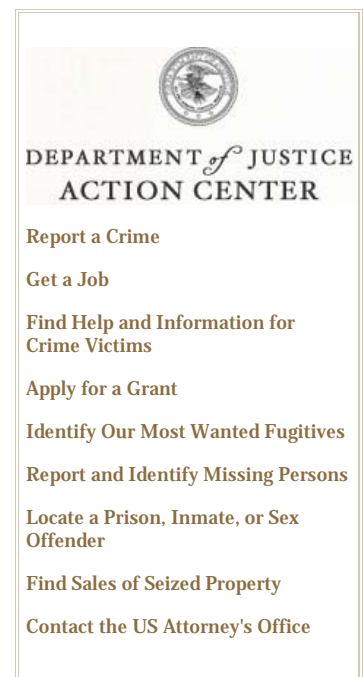 DEPARTMENT of JUSTICE
ACTION CENTER
Report a Crime
Get a Job
Find Help and Information for
Crime Victims
Apply for a Grant
Identify Our Most Wanted Fugitives
Report and Identify Missing Persons
Locate a Prison, Inmate, or Sex
Offender
Find Sales of Seized Property
Contact the US Attorney's Office